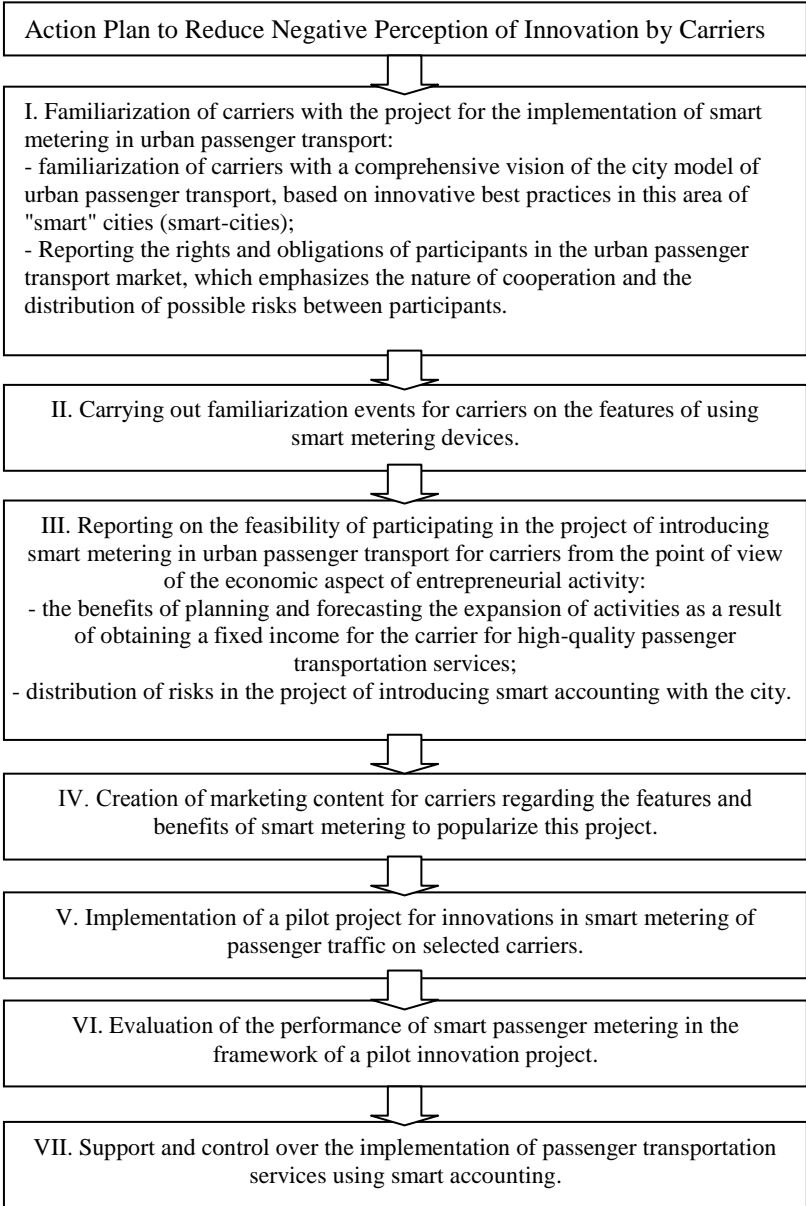 Action Plan to Reduce Negative Perception of Innovation by Carriers
I. Familiarization of carriers with the project for the implementation of smart
metering in urban passenger transport:
- familiarization of carriers with a comprehensive vision of the city model of
urban passenger transport, based on innovative best practices in this area of
"smart" cities (smart-cities);
- Reporting the rights and obligations of participants in the urban passenger
transport market, which emphasizes the nature of cooperation and the
distribution of possible risks between participants.
II. Carrying out familiarization events for carriers on the features of using
smart metering devices.
III. Reporting on the feasibility of participating in the project of introducing
smart metering in urban passenger transport for carriers from the point of view
of the economic aspect of entrepreneurial activity:
- the benefits of planning and forecasting the expansion of activities as a result
of obtaining a fixed income for the carrier for high-quality passenger
transportation services;
- distribution of risks in the project of introducing smart accounting with the city.
IV. Creation of marketing content for carriers regarding the features and
benefits of smart metering to popularize this project.
V. Implementation of a pilot project for innovations in smart metering of
passenger traffic on selected carriers.
VI. Evaluation of the performance of smart passenger metering in the
framework of a pilot innovation project.
VII. Support and control over the implementation of passenger transportation
services using smart accounting.